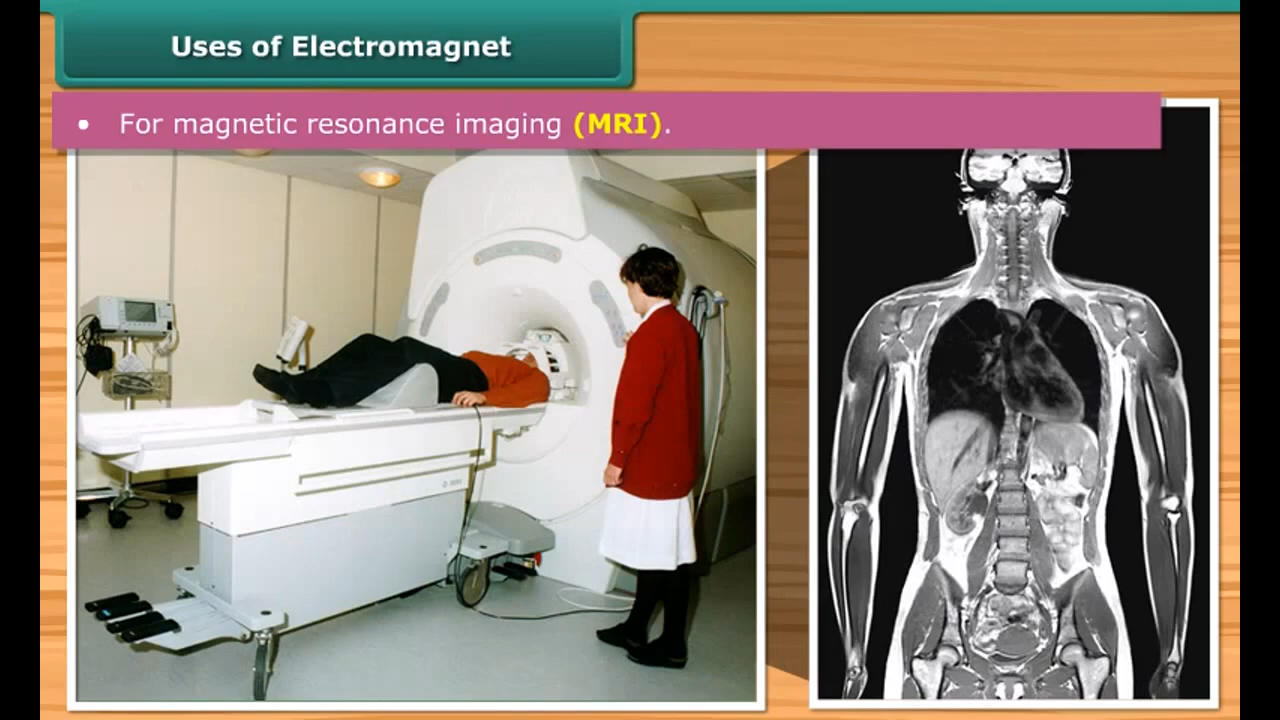 Uses of Electromagnet
• For magnetic resonance imaging (MRI).